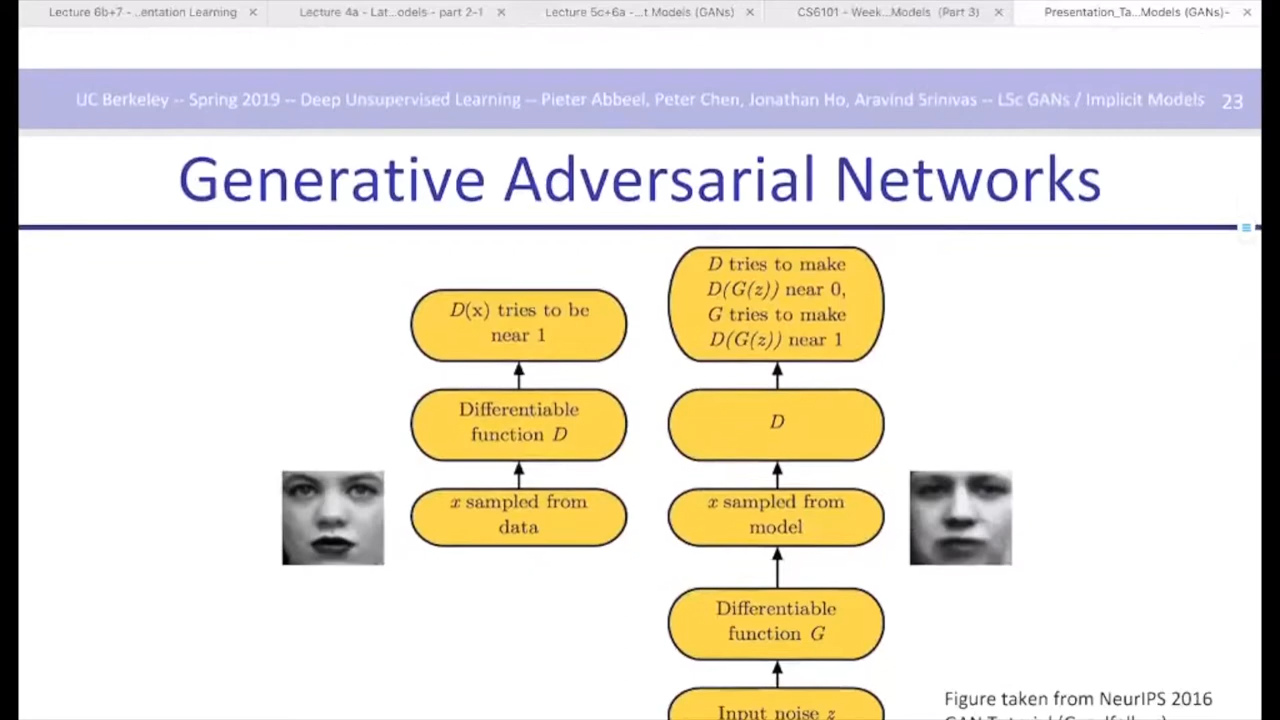 Lecture 6b+7 - ..entation Learning
Lecture 4a - Lat...odels - part 2-1
Lecture 5c+6a -...t Models (GANs)
CS6101 - Week...Models (Part 3)
Presentation_Ta...Models (GANs)-
UC Berkeley -- Spring 2019 -- Deep Unsupervised Learning -- Pieter Abbeel, Peter Chen, Jonathan Ho, Aravind Srinivas -- L5c GANs / Implicit Models 23
Generative Adversarial Networks
D(x) tries to be
near 1
Differentiable
function D
x sampled from
data
D tries to make
D(G(z)) near 0,
G tries to make
D(G(z)) near 1
D
x sampled from
model
Differentiable
function G
Input noise z
Figure taken from NeurIPS 2016
GAN Tutorial (Goodfellow)